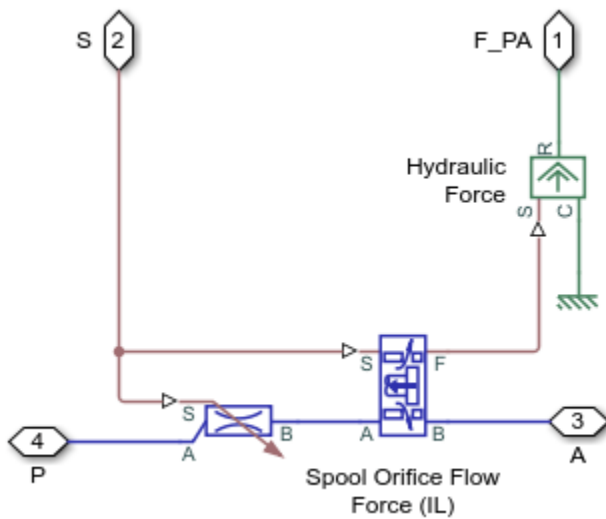 S 2
F_PA 1
R
Hydraulic
Force
S C
S F
S
A B A B
4
P
3
A
Spool Orifice Flow
Force (IL)